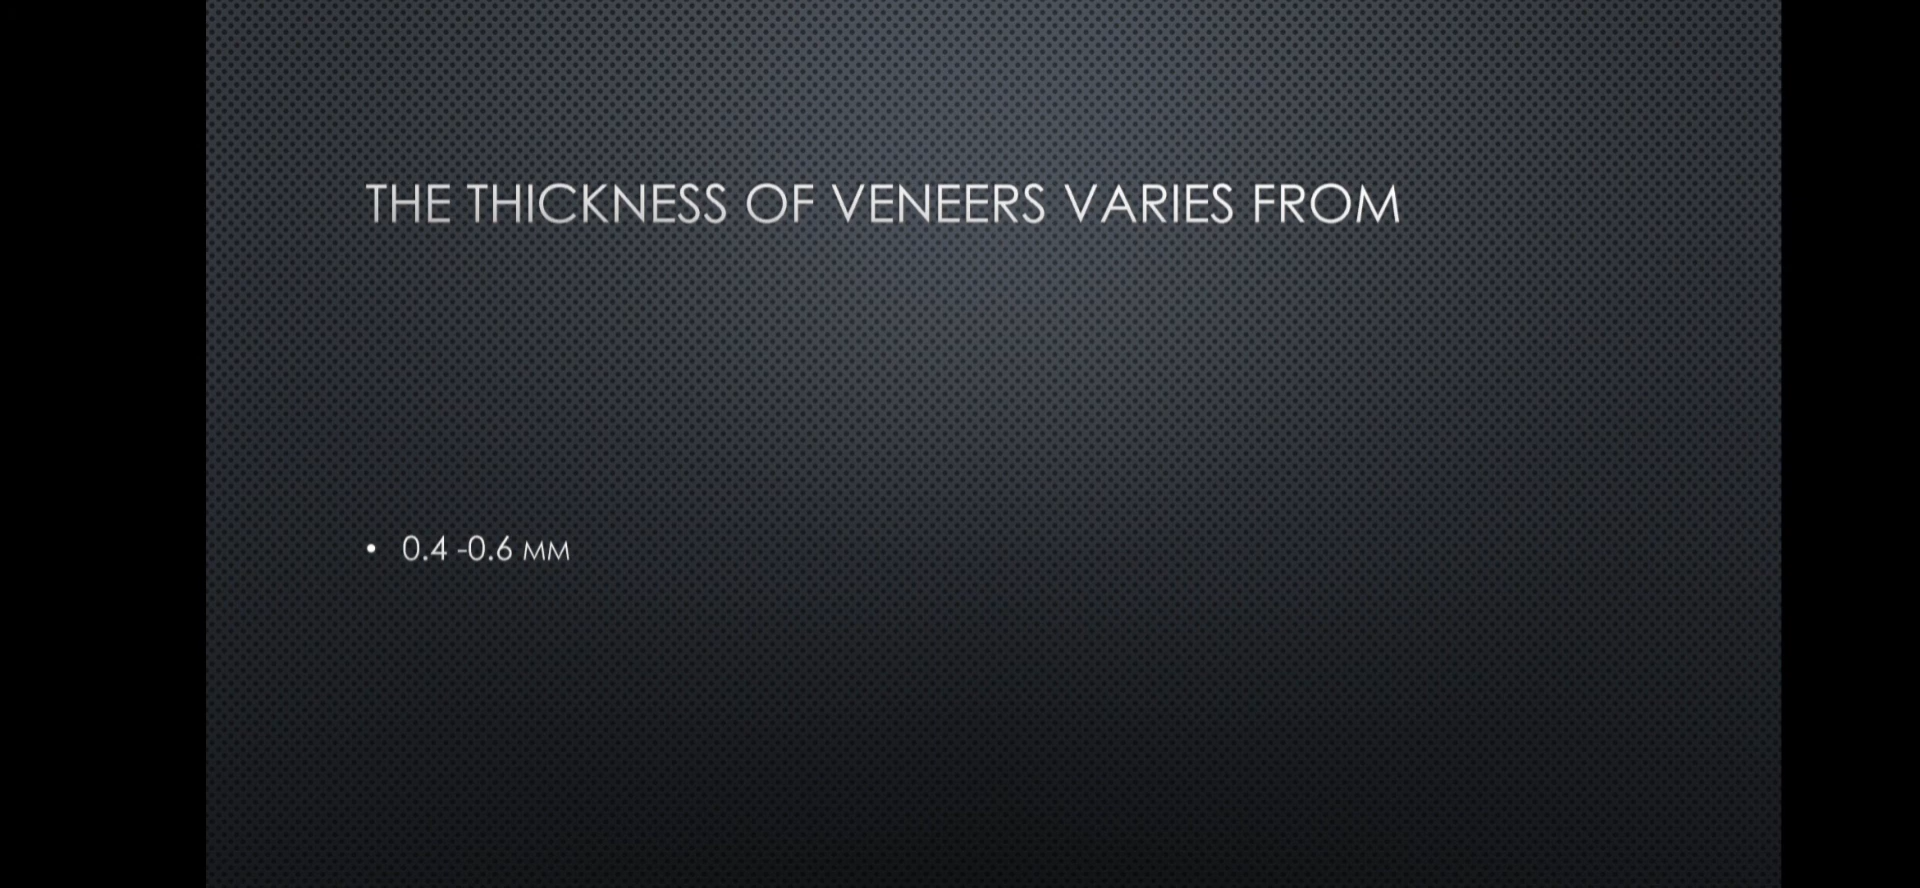 THE THICKNESS OF VENEERS VARIES FROM
• 0.4 -0.6 MM